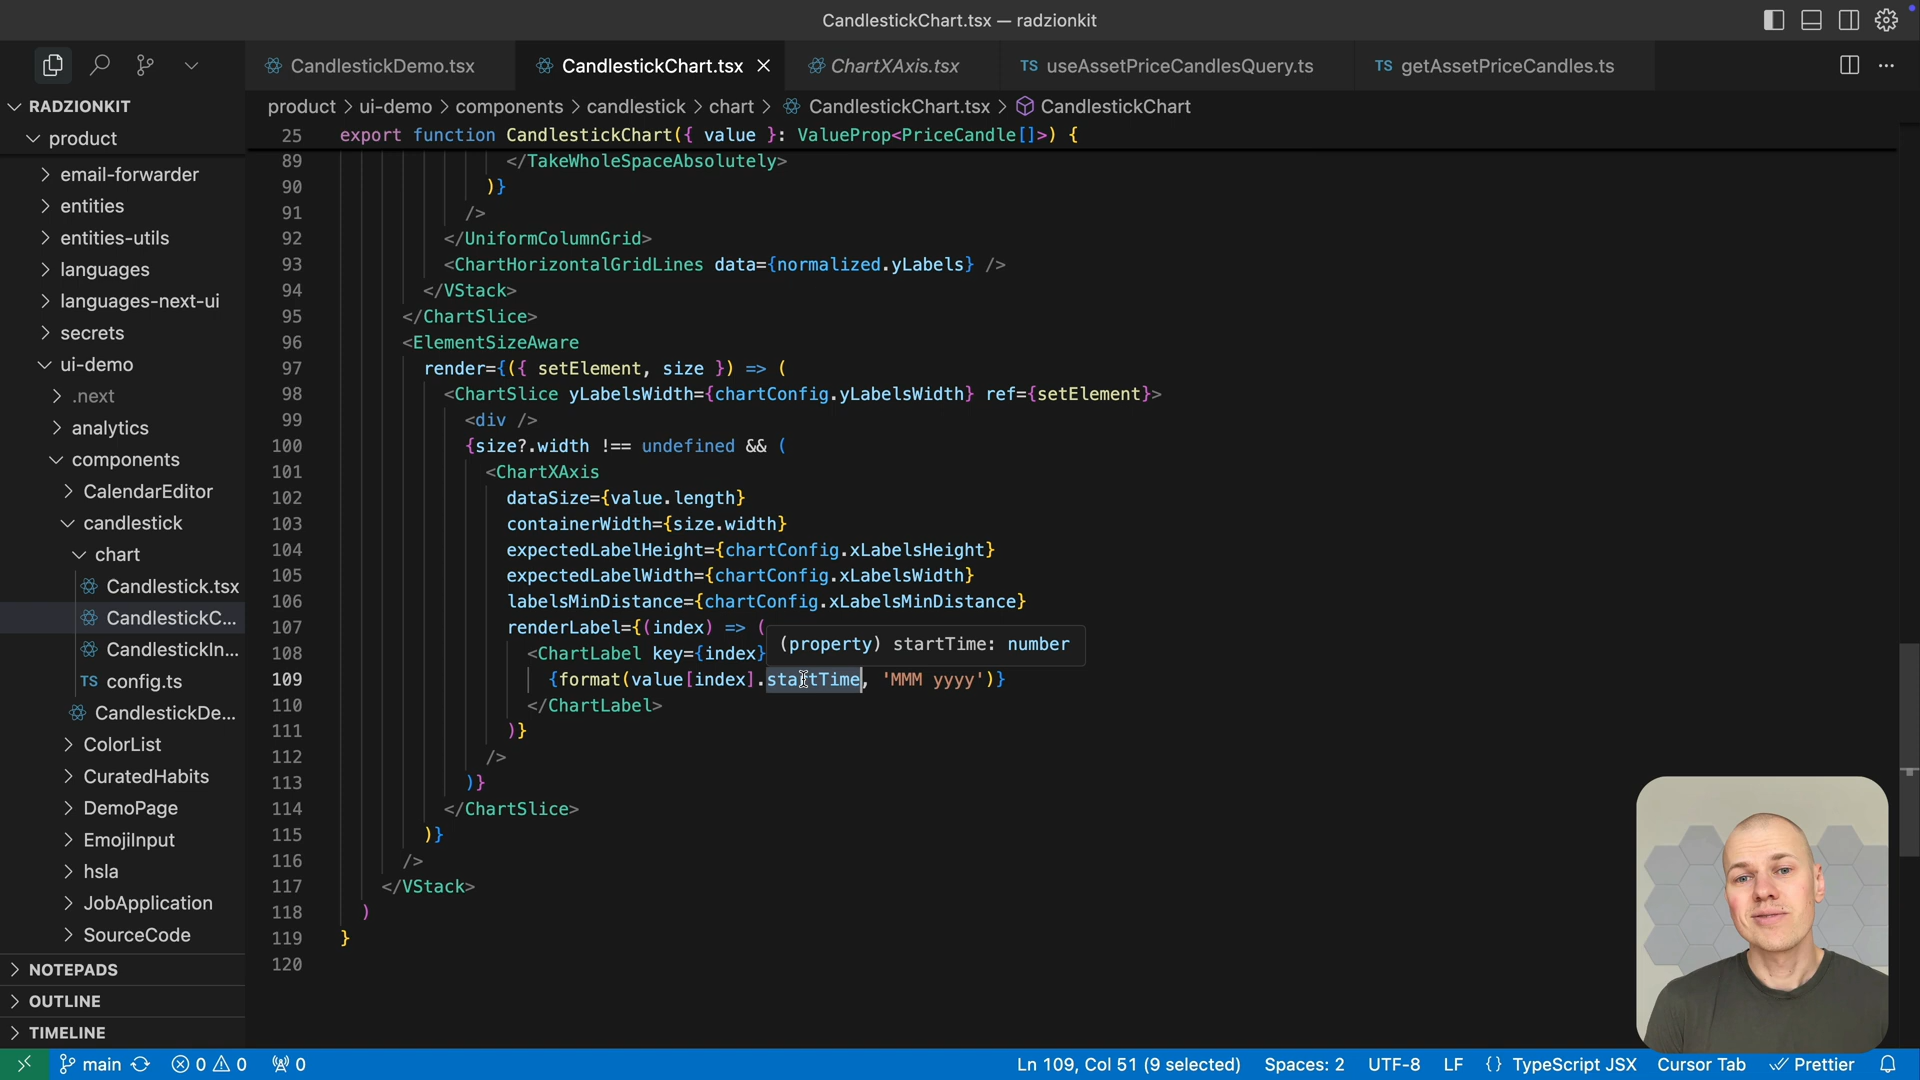 CandlestickChart.tsx — radzionkit
CandlestickDemo.tsx
CandlestickChart.tsx
ChartXAxis.tsx
TS useAssetPriceCandlesQuery.ts
TS getAssetPriceCandles.ts
RADZIONKIT
product > ui-demo > components > candlestick > chart > CandlestickChart.tsx > CandlestickChart
product
email-forwarder
entities
entities-utils
languages
languages-next-ui
secrets
ui-demo
.next
analytics
components
CalendarEditor
candlestick
chart
Candlestick.tsx
CandlestickC...
CandlestickIn...
TS config.ts
CandlestickDe...
ColorList
CuratedHabits
DemoPage
EmojiInput
hsla
JobApplication
SourceCode
NOTEPADS
OUTLINE
TIMELINE
25 export function CandlestickChart({ value }: ValueProp<PriceCandle[]>) {
89 </TakeWholeSpaceAbsolutely>
90 )}
91 />
92 </UniformColumnGrid>
93 <ChartHorizontalGridLines data={normalized.yLabels} />
94 </VStack>
95 </ChartSlice>
96 <ElementSizeAware
97 render={({ setElement, size }) => (
98 <ChartSlice yLabelsWidth={chartConfig.yLabelsWidth} ref={setElement}>
99 <div />
100 {size?.width !== undefined && (
101 <ChartXAxis
102 dataSize={value.length}
103 containerWidth={size.width}
104 expectedLabelHeight={chartConfig.xLabelsHeight}
105 expectedLabelWidth={chartConfig.xLabelsWidth}
106 labelsMinDistance={chartConfig.xLabelsMinDistance}
107 renderLabel={(index) => (
(property) startTime: number
108 <ChartLabel key={index}
109 {format(value[index].startTime, 'MMM yyyy')}
110 </ChartLabel>
111 )}
112 />
113 )}
114 </ChartSlice>
115 )}
116 />
117 </VStack>
118 )
119 }
120
main 0 0 0 Ln 109, Col 51 (9 selected) Spaces: 2 UTF-8 LF {} TypeScript JSX Cursor Tab Prettier